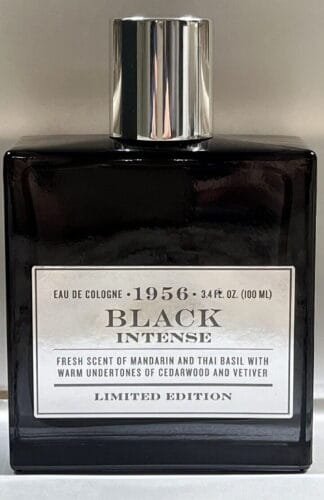 EAU DE COLOGNE • 1956 • 3.4 FL. OZ. (100 ML)
BLACK
INTENSE
FRESH SCENT OF MANDARIN AND THAI BASIL WITH
WARM UNDERTONES OF CEDARWOOD AND VETIVER
LIMITED EDITION